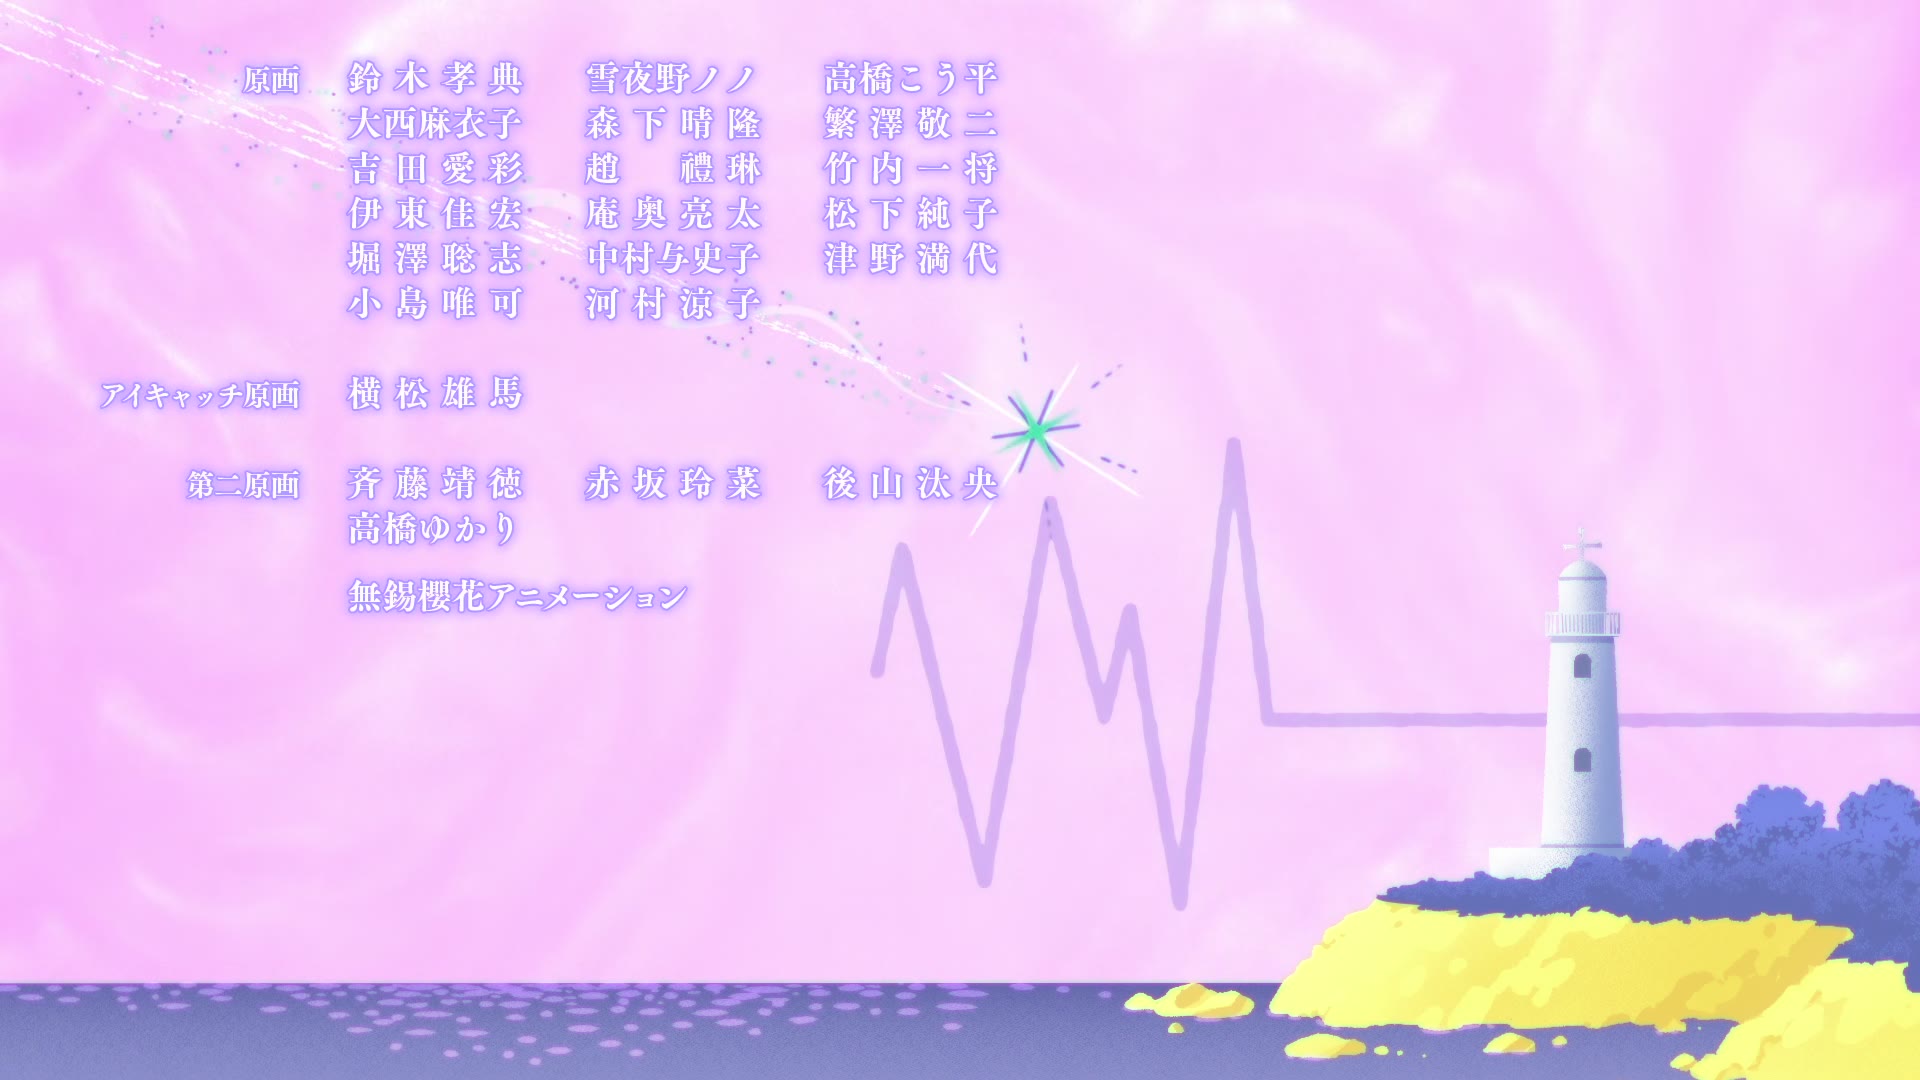 原画 鈴木孝典 雪夜野ノノ 高橋こう平
大西麻衣子 森下晴隆 繁澤敬二
吉田愛彩 趙禮琳 竹内一将
伊東佳宏 庵奥亮太 松下純子
堀澤聡志 中村与史子 津野満代
小島唯可 河村涼子
アイキャッチ原画 横松雄馬
第二原画 斉藤靖徳 赤坂玲菜 後山汰央
高橋ゆかり
無錫櫻花アニメーション